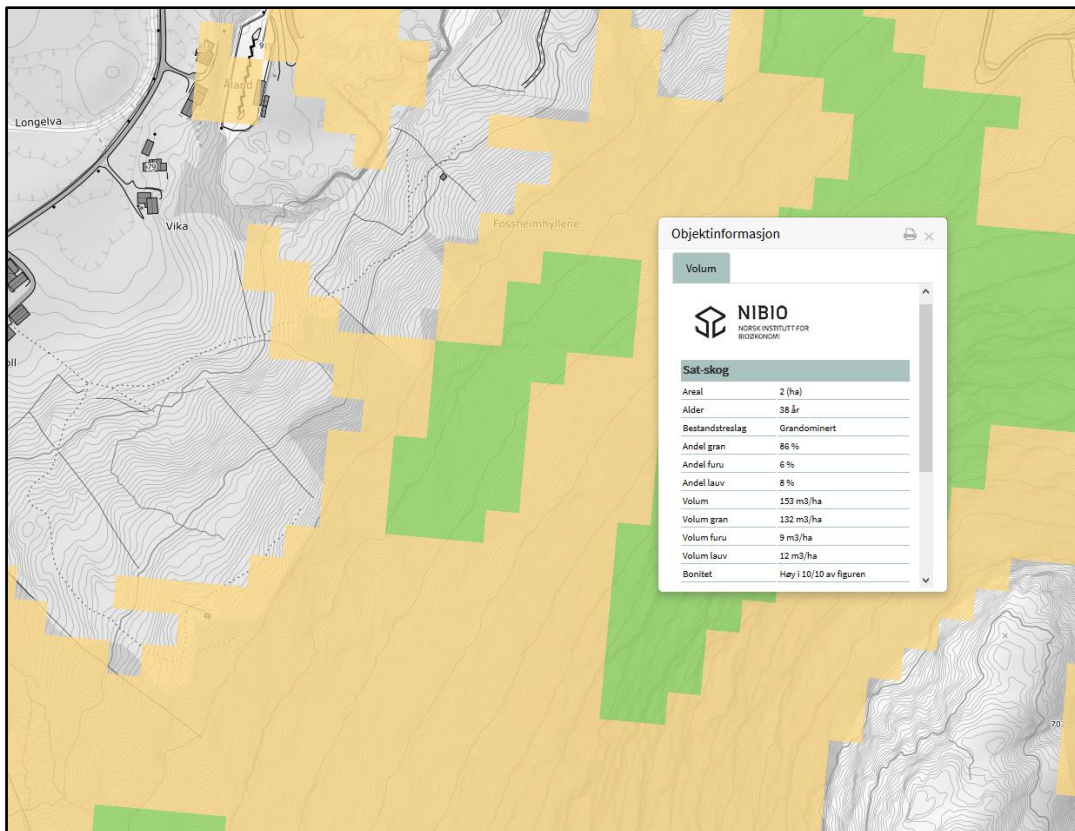 Åland
Longelva
79
Vika
Fossheimhyllene
Objektinformasjon
Volum
NIBIO
NORSK INSTITUTT FOR
BIOØKONOMI
Sat-skog
Areal 2 (ha)
Alder 38 år
Bestandstreslag Grandominert
Andel gran 86 %
Andel furu 6 %
Andel lauv 8 %
Volum 153 m3/ha
Volum gran 132 m3/ha
Volum furu 9 m3/ha
Volum lauv 12 m3/ha
Bonitet Høy i 10/10 av figuren